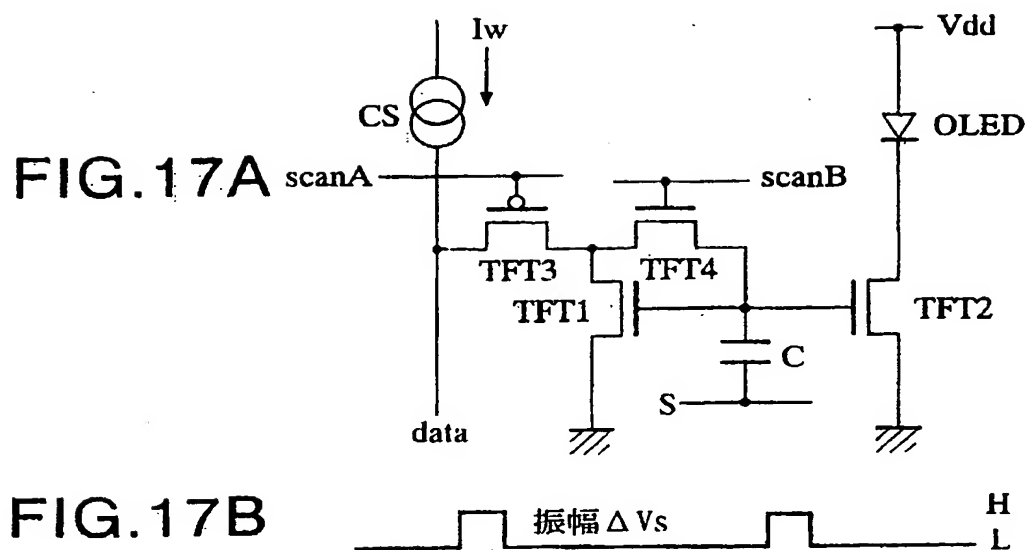 Iw
Vdd
CS
OLED
FIG.17A
scanA
scanB
TFT3
TFT4
TFT1
TFT2
C
S
data
FIG.17B
振幅ΔVs
H
L